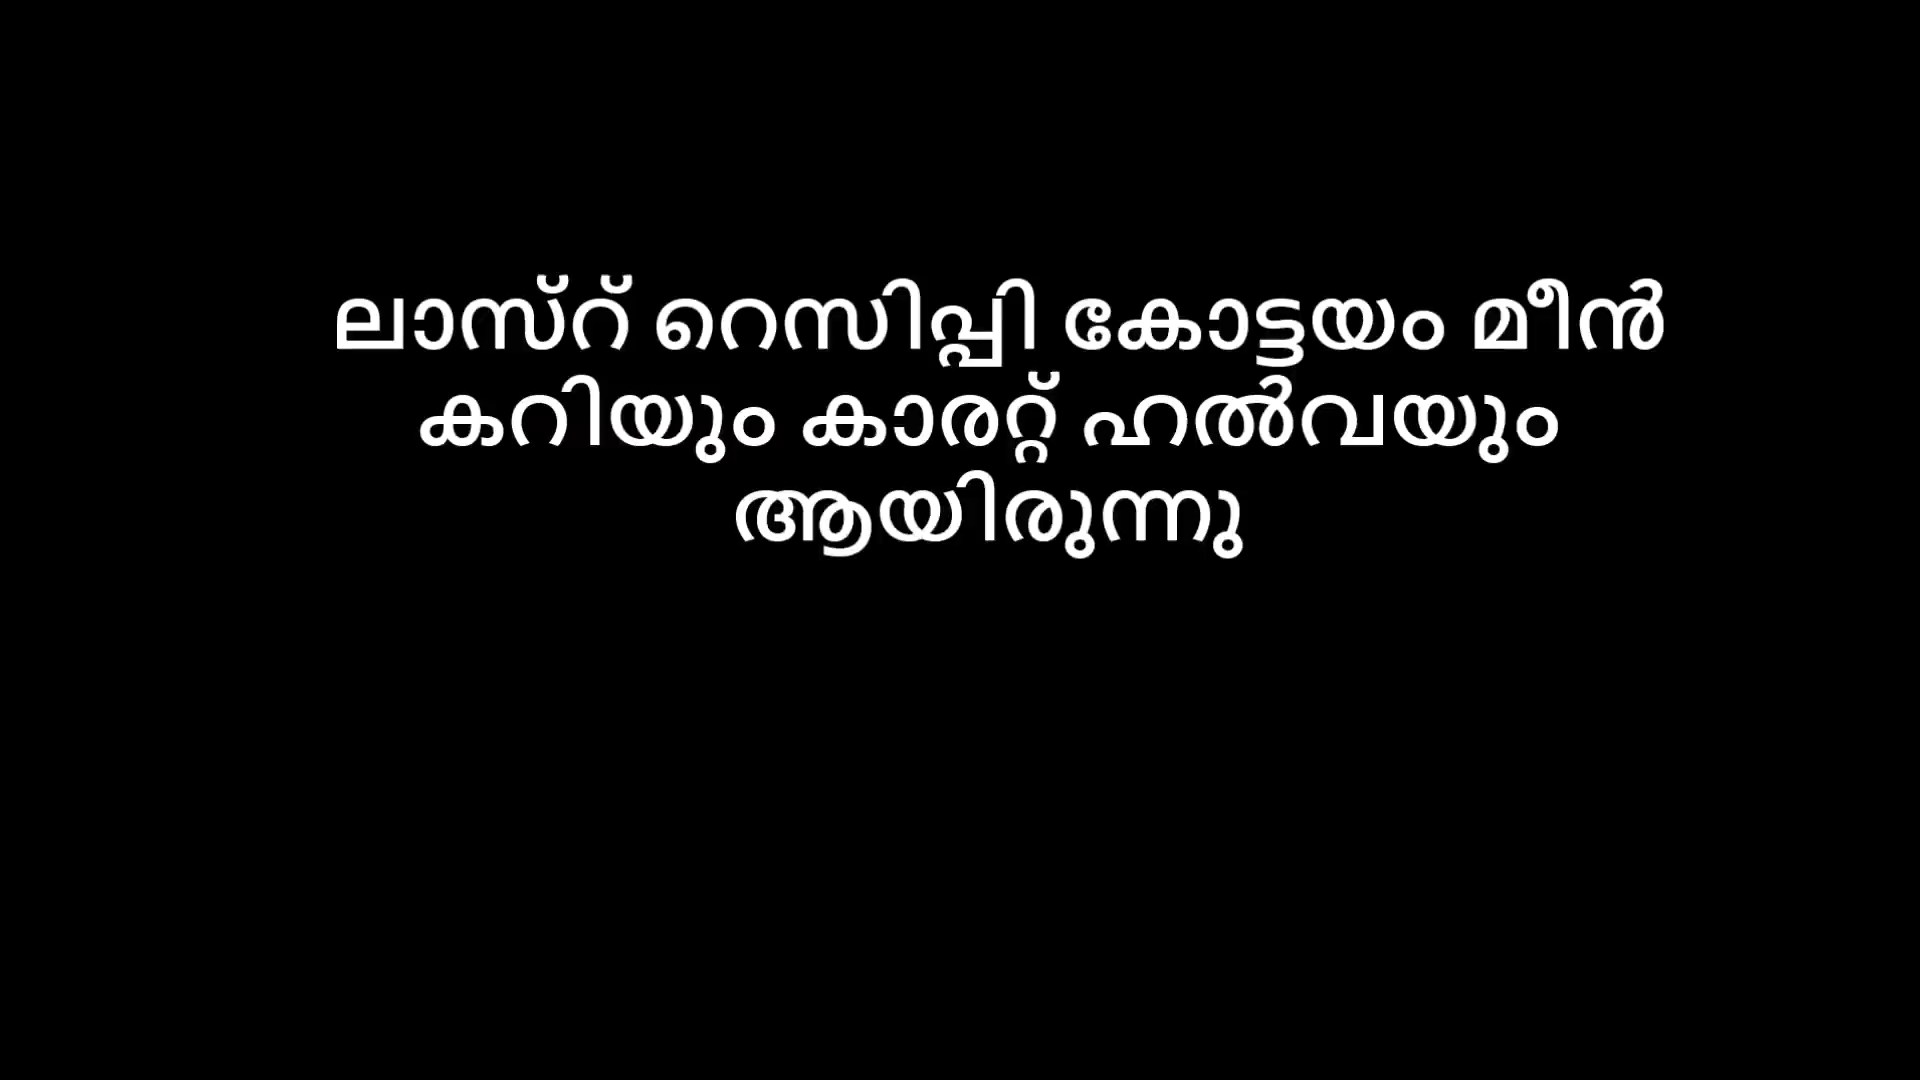 ലാസ്റ് റെസിപ്പി കോട്ടയം മീൻ
കറിയും കാരറ്റ് ഹൽവയും
ആയിരുന്നു